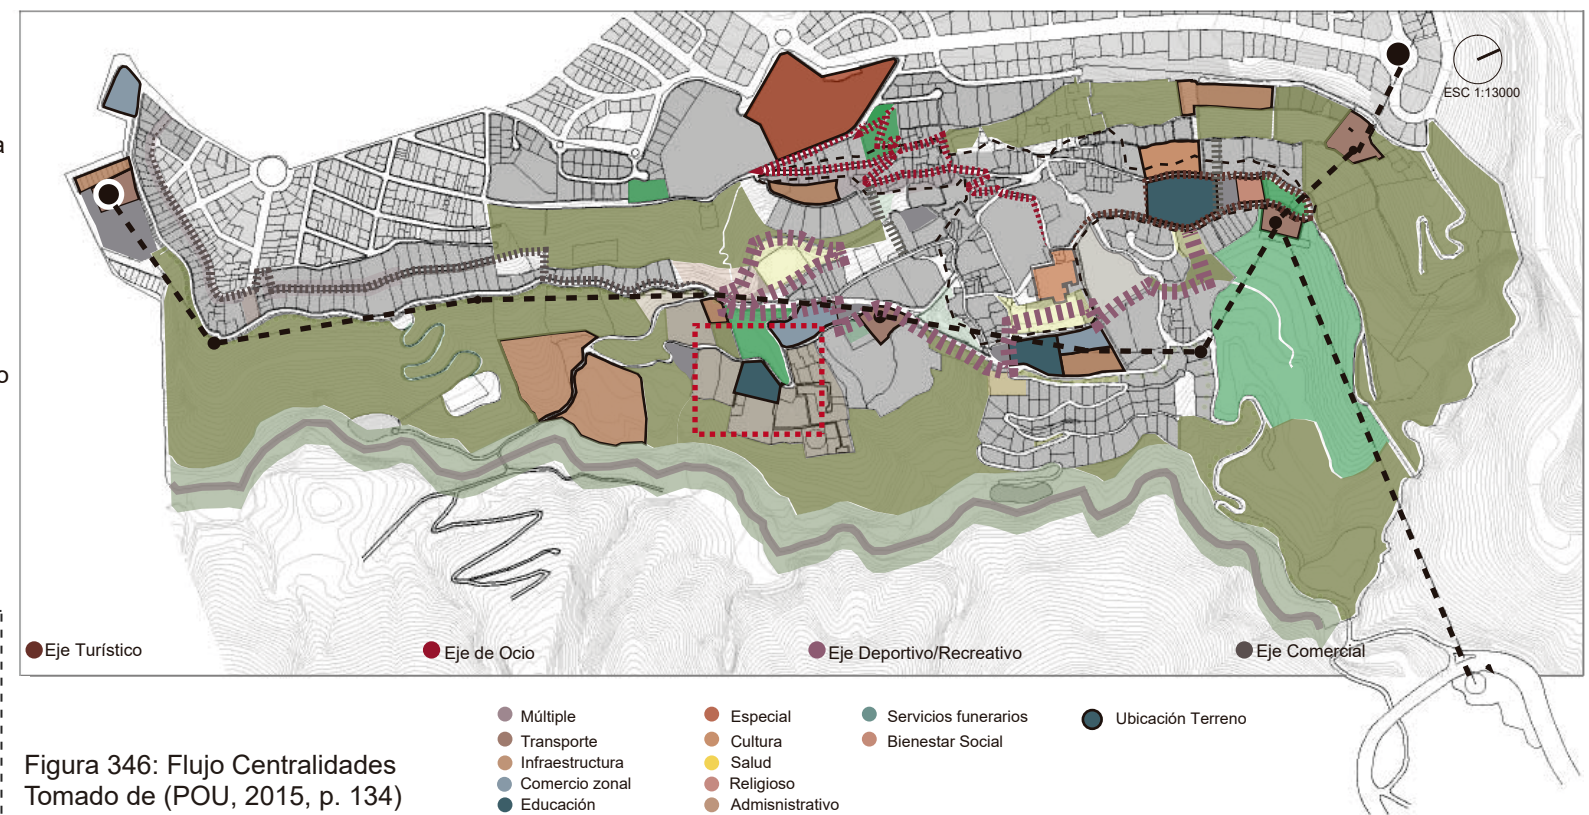 a
o
ESC 1:13000
Eje Turístico
Eje de Ocio
Eje Deportivo/Recreativo
Eje Comercial
Múltiple
Transporte
Infraestructura
Comercio zonal
Educación
Especial
Cultura
Salud
Religioso
Admisnistrativo
Servicios funerarios
Bienestar Social
Ubicación Terreno
Figura 346: Flujo Centralidades
Tomado de (POU, 2015, p. 134)